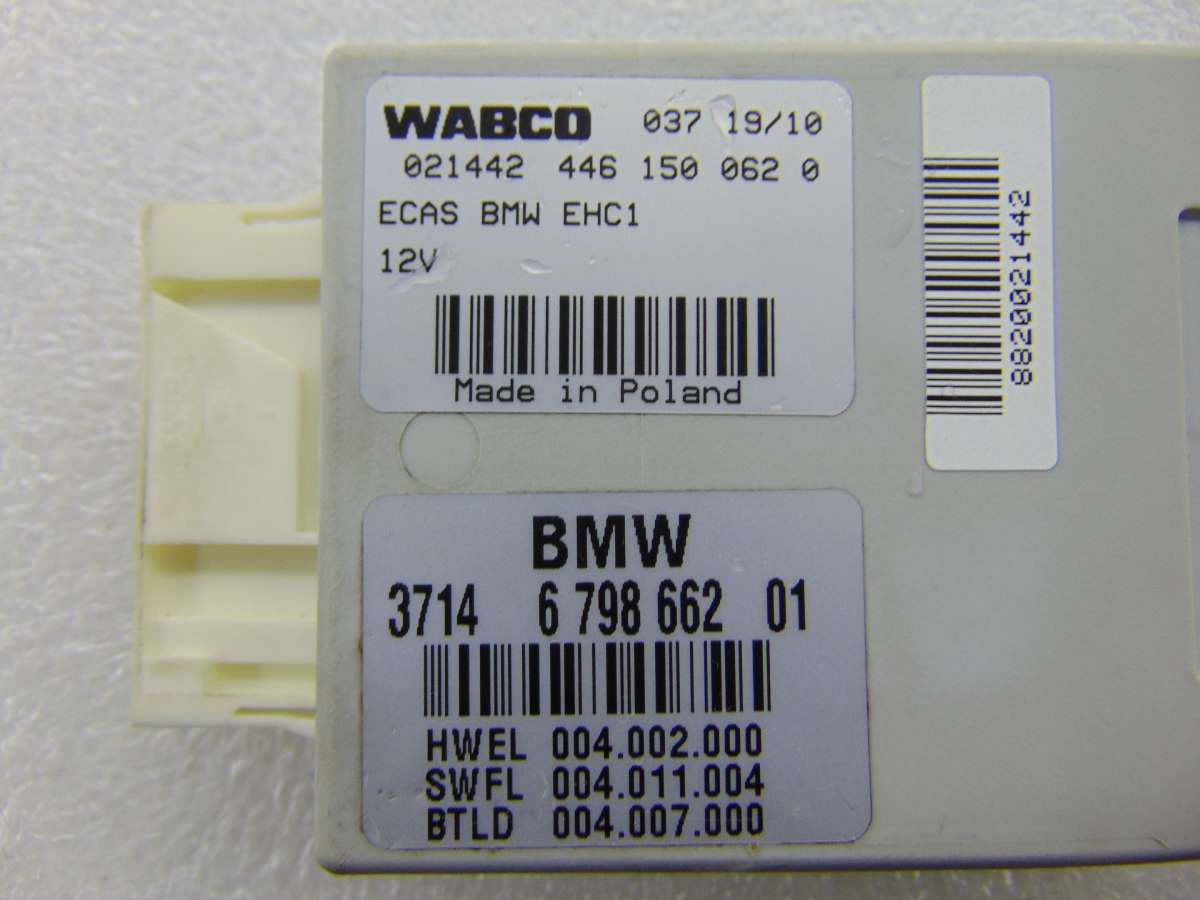 WABCO 037 19/10
021442 446 150 062 0
ECAS BMW EHC1
12V
Made in Poland
8820021442
BMW
3714 6 798 662 01
HWEL 004.002.000
SWFL 004.011.004
BTLD 004.007.000